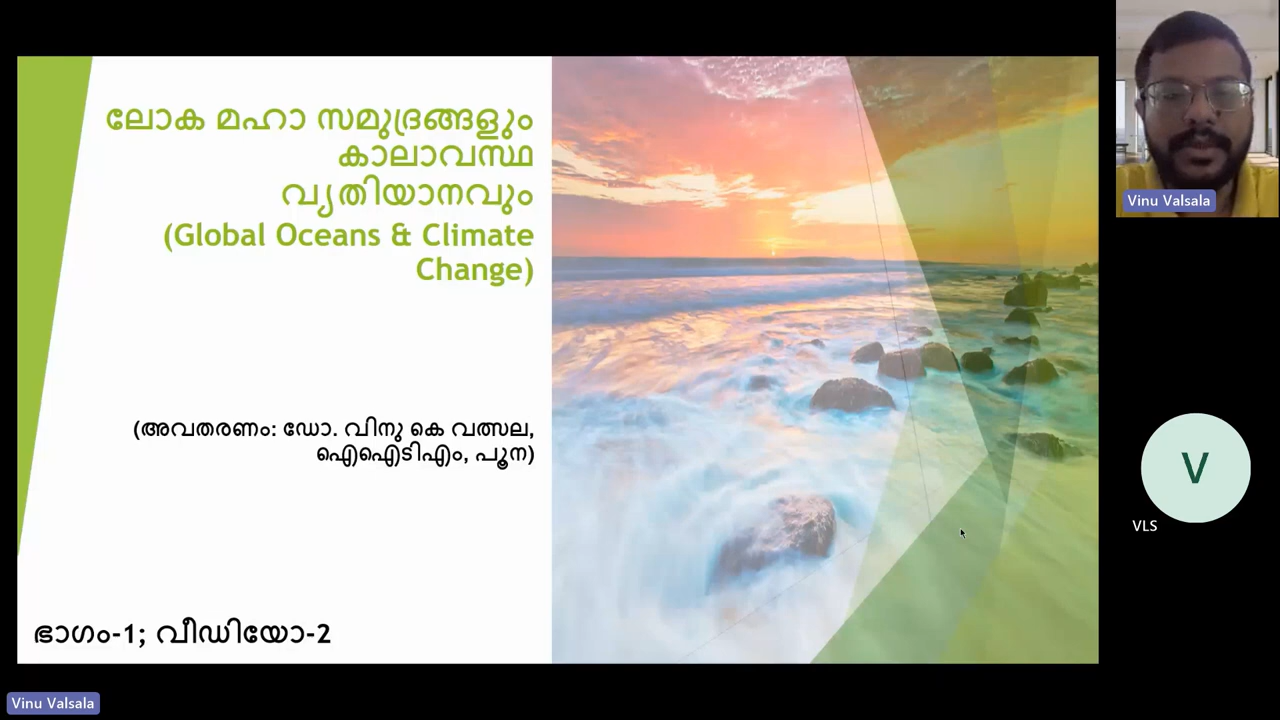 ലോക മഹാ സമുദ്രങ്ങളും
കാലാവസ്ഥ
വ്യതിയാനവും
(Global Oceans & Climate
Change)
(അവതരണം: ഡോ. വിനു കെ വത്സല,
ഐഐടിഎം, പൂന)
ഭാഗം-1; വീഡിയോ-2
Vinu Valsala
V
VLS
Vinu Valsala